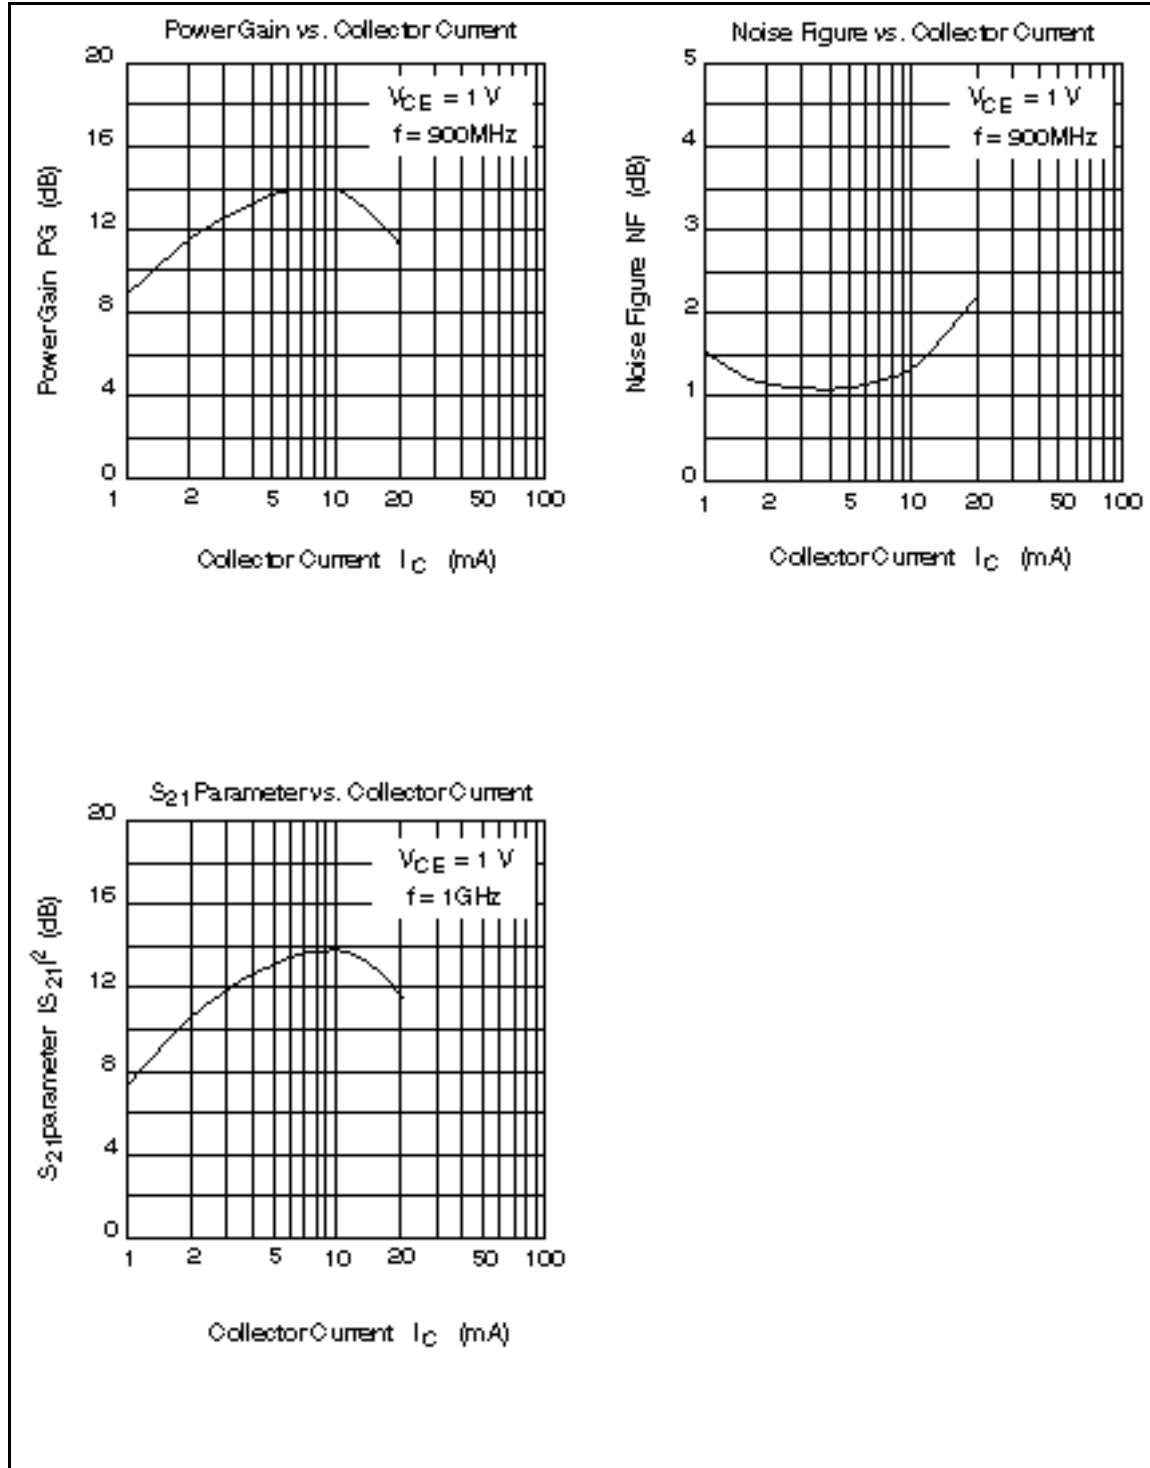 Power Gain vs. Collector Current
20
16
12
8
4
0
Power Gain PG (dB)
VCE = 1 V
f = 900MHz
1 2 5 10 20 50 100
Collector Current IC (mA)
Noise Figure vs. Collector Current
5
4
3
2
1
0
Noise Figure NF (dB)
VCE = 1 V
f = 900MHz
1 2 5 10 20 50 100
Collector Current IC (mA)
S21 Parameter vs. Collector Current
20
16
12
8
4
0
S21 parameter |S21|² (dB)
VCE = 1 V
f = 1GHz
1 2 5 10 20 50 100
Collector Current IC (mA)